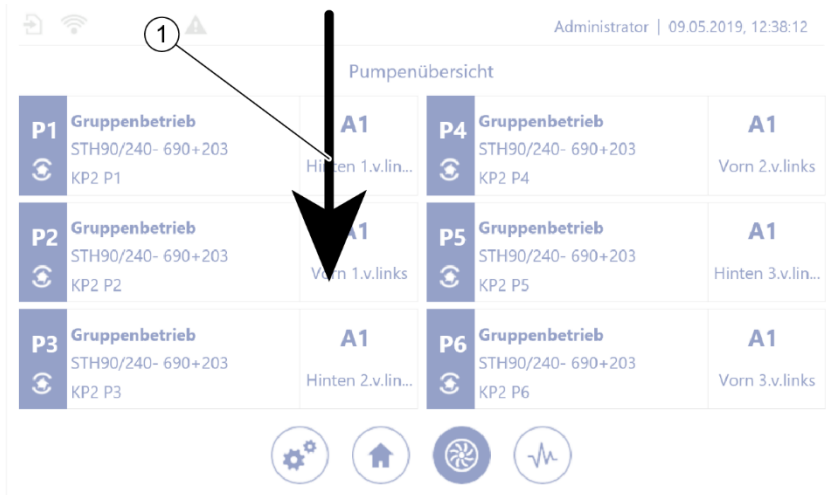 1
Administrator | 09.05.2019, 12:38:12
Pumpenübersicht
P1
Gruppenbetrieb
STH90/240- 690+203
KP2 P1
A1
Hinten 1.v.lin...
P4
Gruppenbetrieb
STH90/240- 690+203
KP2 P4
A1
Vorn 2.v.links
P2
Gruppenbetrieb
STH90/240- 690+203
KP2 P2
A1
Vorn 1.v.links
P5
Gruppenbetrieb
STH90/240- 690+203
KP2 P5
A1
Hinten 3.v.lin...
P3
Gruppenbetrieb
STH90/240- 690+203
KP2 P3
A1
Hinten 2.v.lin...
P6
Gruppenbetrieb
STH90/240- 690+203
KP2 P6
A1
Vorn 3.v.links